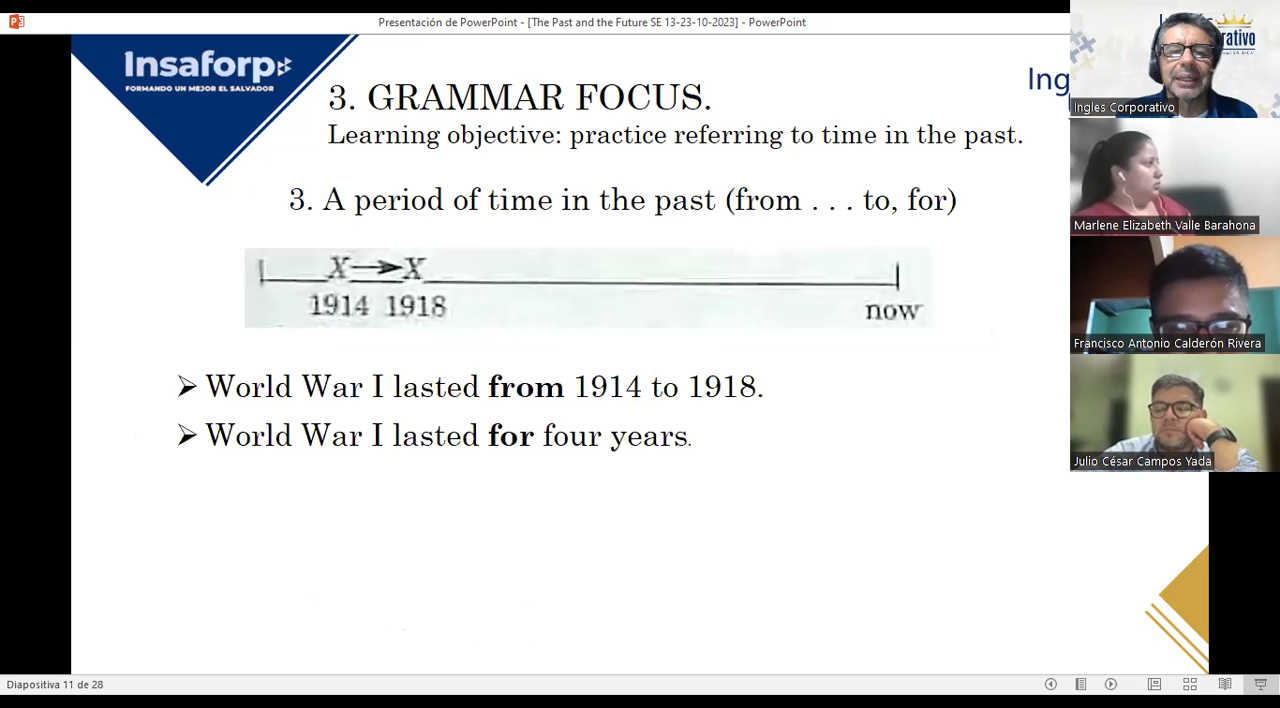 Presentación de PowerPoint - [The Past and the Future SE 13-23-10-2023] - PowerPoint
Insaforp
FORMANDO UN MEJOR EL SALVADOR
3. GRAMMAR FOCUS.
Learning objective: practice referring to time in the past.
3. A period of time in the past (from . . . to, for)
X → X
1914 1918
now
➢ World War I lasted from 1914 to 1918.
➢ World War I lasted for four years.
Ing
Ingles Corporativo
Marlene Elizabeth Valle Barahona
Francisco Antonio Calderón Rivera
Julio César Campos Yada
Diapositiva 11 de 28